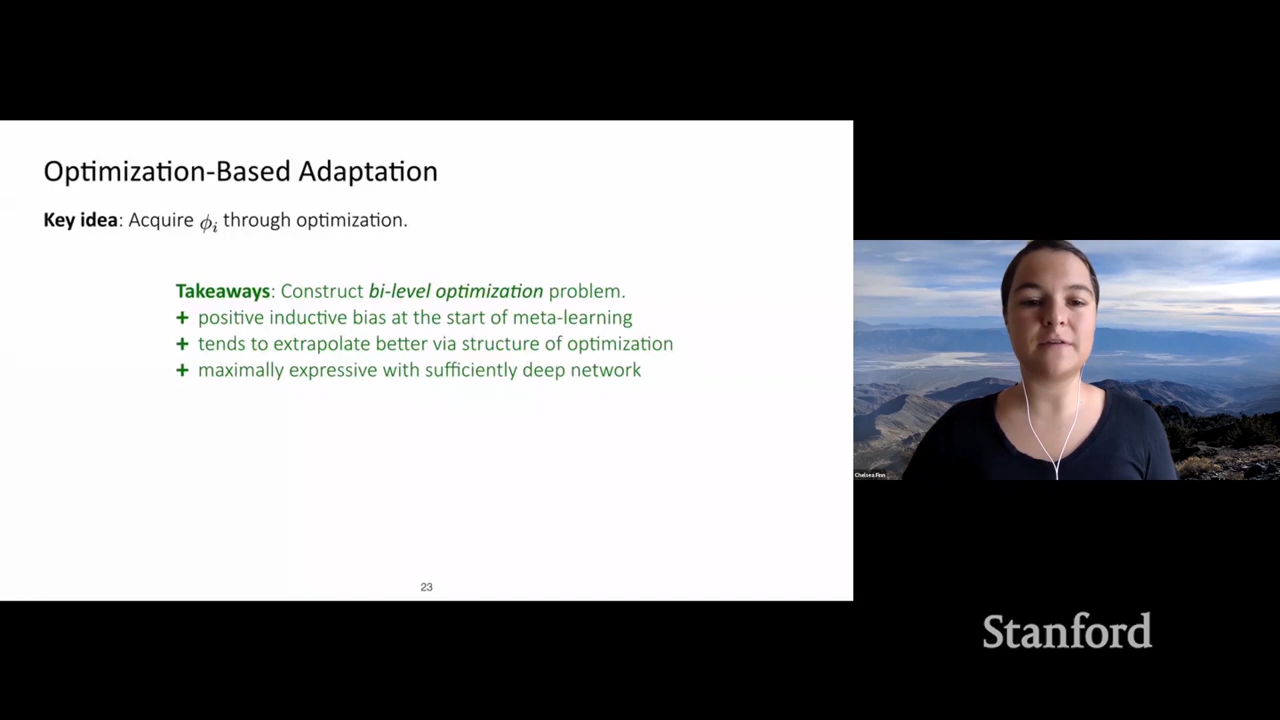 Optimization-Based Adaptation
Key idea: Acquire ϕᵢ through optimization.
Takeaways: Construct bi-level optimization problem.
+ positive inductive bias at the start of meta-learning
+ tends to extrapolate better via structure of optimization
+ maximally expressive with sufficiently deep network
23
Chelsea Finn
Stanford